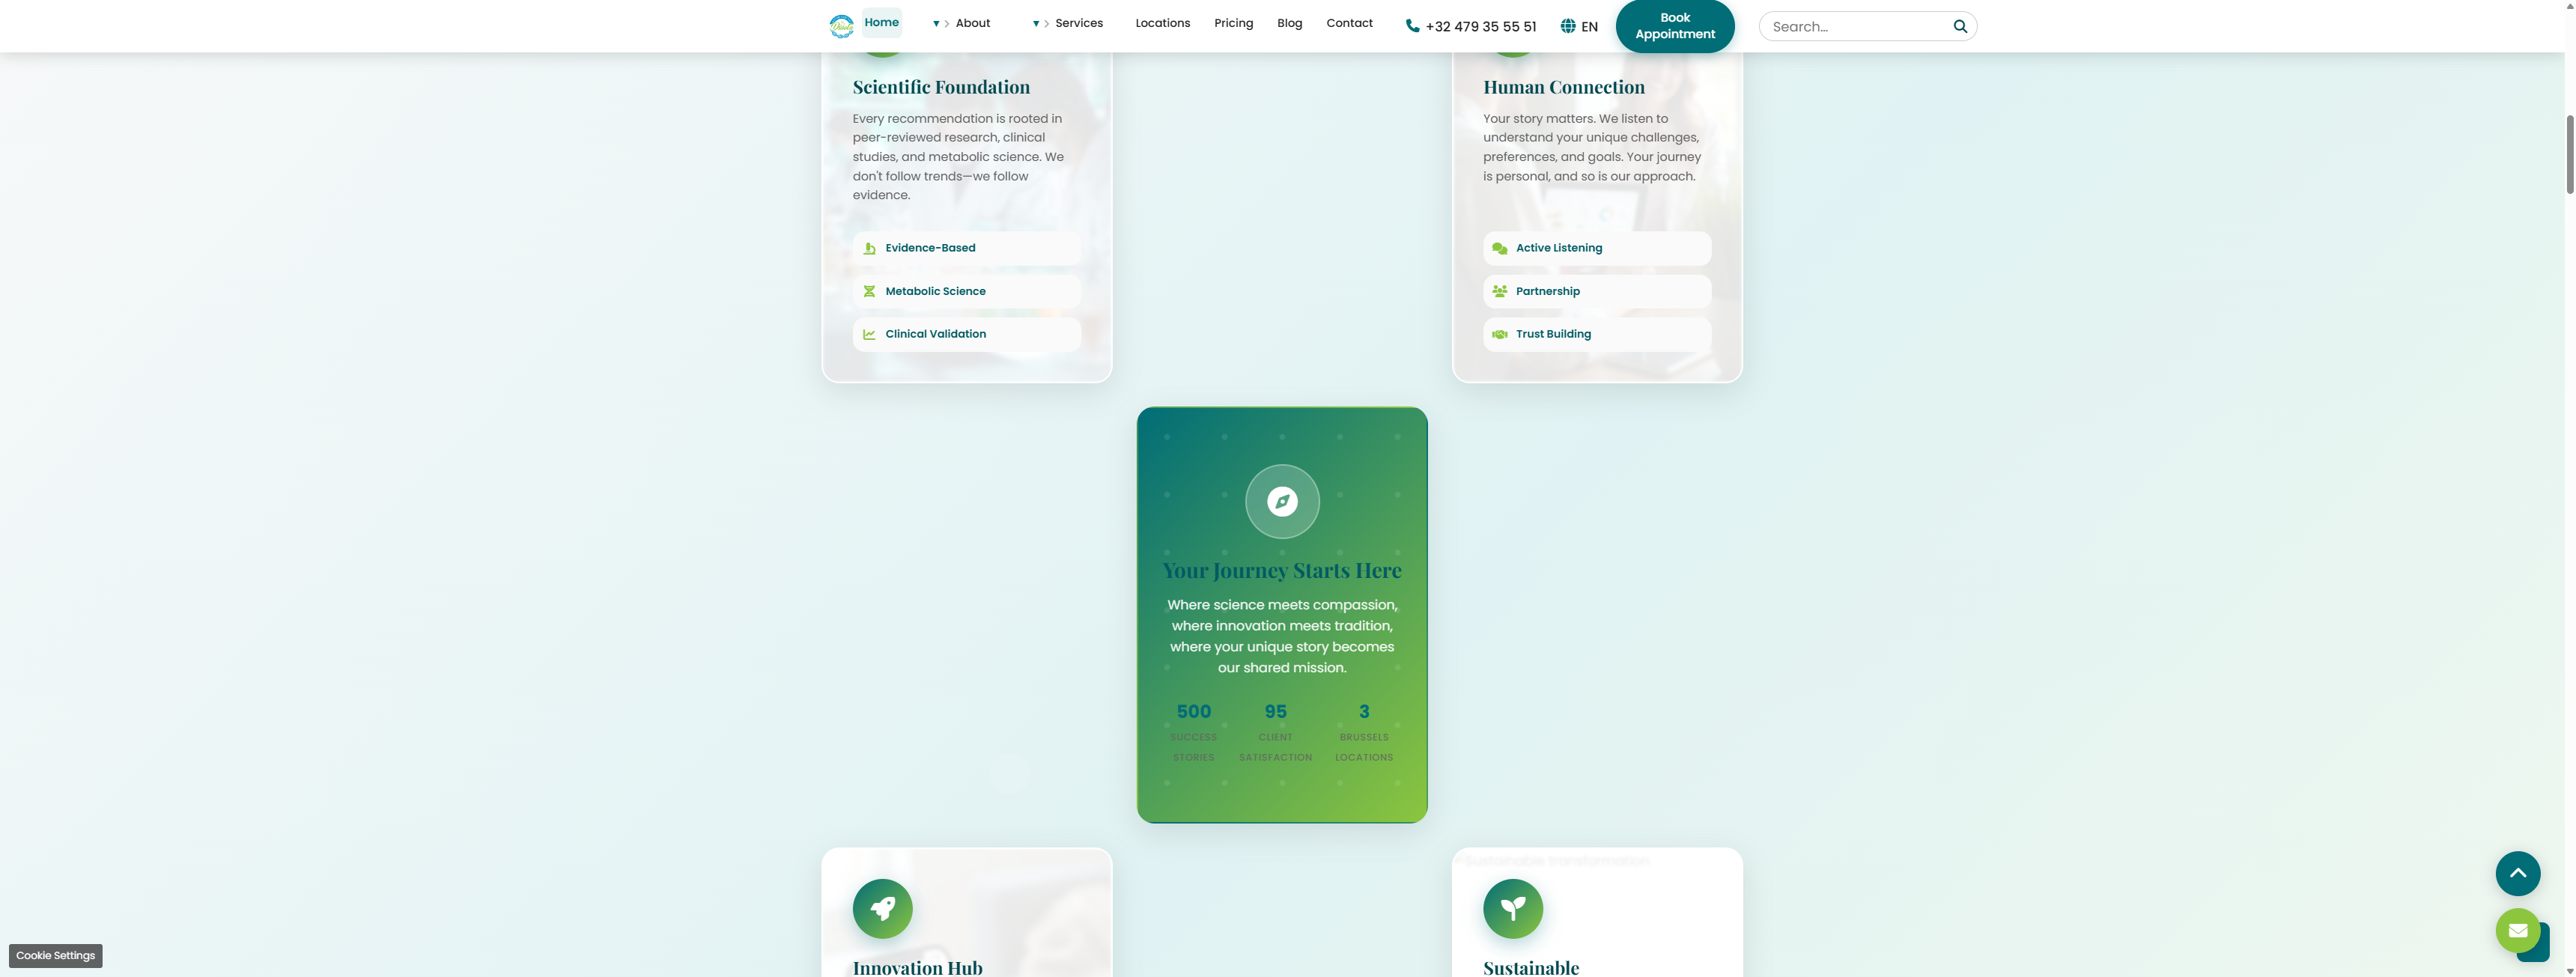 Home
About
Services
Locations
Pricing
Blog
Contact
+32 479 35 55 51
EN
Book
Appointment
Search...
Scientific Foundation
Every recommendation is rooted in
peer-reviewed research, clinical
studies, and metabolic science. We
don't follow trends—we follow
evidence.
Evidence-Based
Metabolic Science
Clinical Validation
Human Connection
Your story matters. We listen to
understand your unique challenges,
preferences, and goals. Your journey
is personal, and so is our approach.
Active Listening
Partnership
Trust Building
Your Journey Starts Here
Where science meets compassion,
where innovation meets tradition,
where your unique story becomes
our shared mission.
500
SUCCESS
STORIES
95
CLIENT
SATISFACTION
3
BRUSSELS
LOCATIONS
Innovation Hub
Sustainable transformation
Sustainable
Cookie Settings